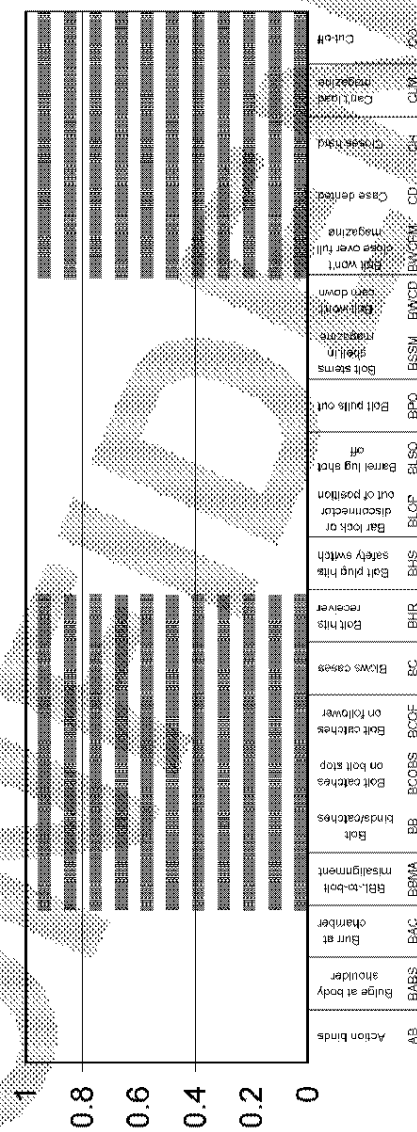 1
0.8
0.6
0.4
0.2
0
Action binds
AB
Bulge at body
shoulder
BABS
Burr at
chamber
BAC
BBL-to-bolt
misalignment
BBMA
Bolt
binds/catches
BB
Bolt catches
on bolt stop
BCOBS
Bolt catches
on follower
BCOF
Blows cases
BC
Bolt hits
receiver
BHR
Bolt plug hits
safety switch
BHS
Bar lock or
disconnector
out of position
BLOP
Barrel lug shot
off
BLSO
Bolt pulls out
BPO
Bolt stems
shell in
magazine
BSSM
Bolt won't
cam down
BWCD
Bolt won't
close over full
magazine
Case dented
CD
Closes hard
CH
Can't load
magazine
CLM
Cut-off